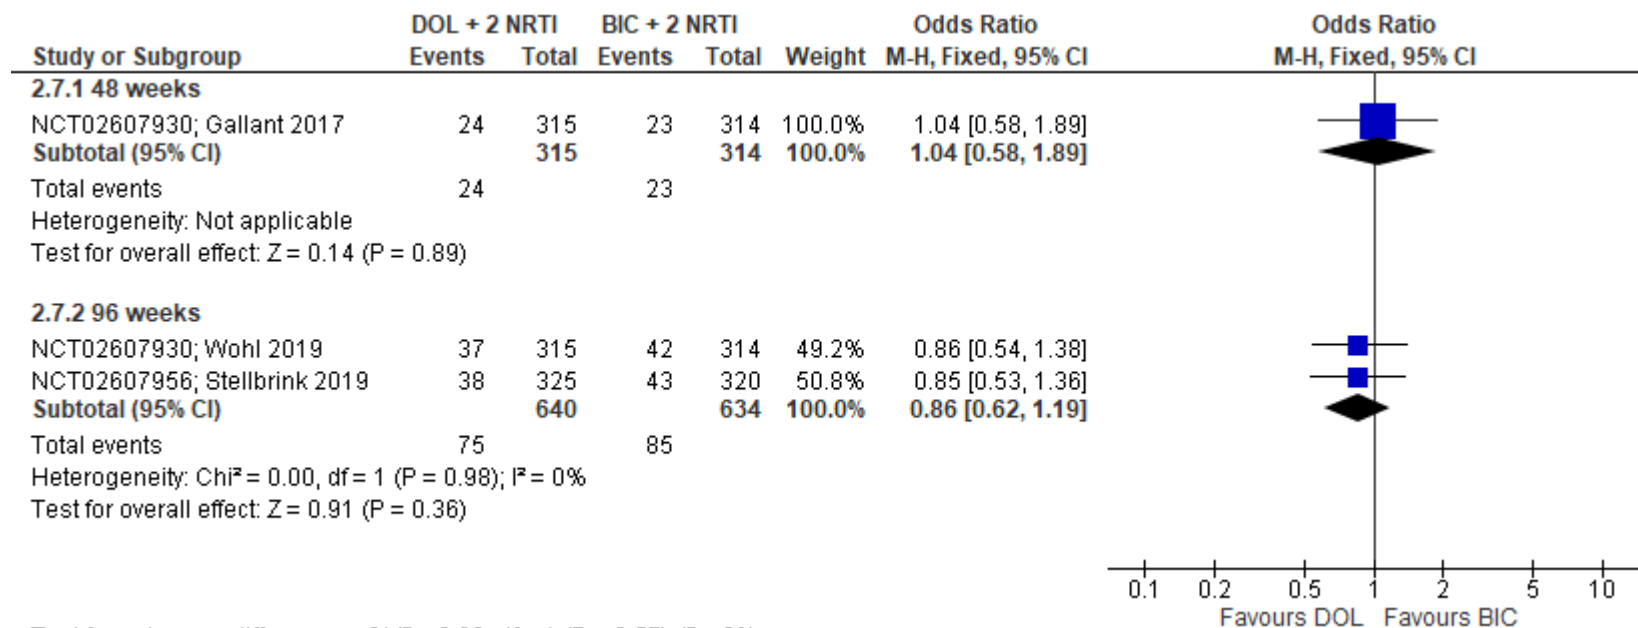 DOL + 2 NRTI BIC + 2 NRTI Odds Ratio Odds Ratio
Study or Subgroup Events Total Events Total Weight M-H, Fixed, 95% CI M-H, Fixed, 95% CI
2.7.1 48 weeks
NCT02607930; Gallant 2017 24 315 23 314 100.0% 1.04 [0.58, 1.89]
Subtotal (95% CI) 315 314 100.0% 1.04 [0.58, 1.89]
Total events 24 23
Heterogeneity: Not applicable
Test for overall effect: Z = 0.14 (P = 0.89)
2.7.2 96 weeks
NCT02607930; Wohl 2019 37 315 42 314 49.2% 0.86 [0.54, 1.38]
NCT02607956; Stellbrink 2019 38 325 43 320 50.8% 0.85 [0.53, 1.36]
Subtotal (95% CI) 640 634 100.0% 0.86 [0.62, 1.19]
Total events 75 85
Heterogeneity: Chi² = 0.00, df = 1 (P = 0.98); I² = 0%
Test for overall effect: Z = 0.91 (P = 0.36)
0.1 0.2 0.5 1 2 5 10
Favours DOL Favours BIC